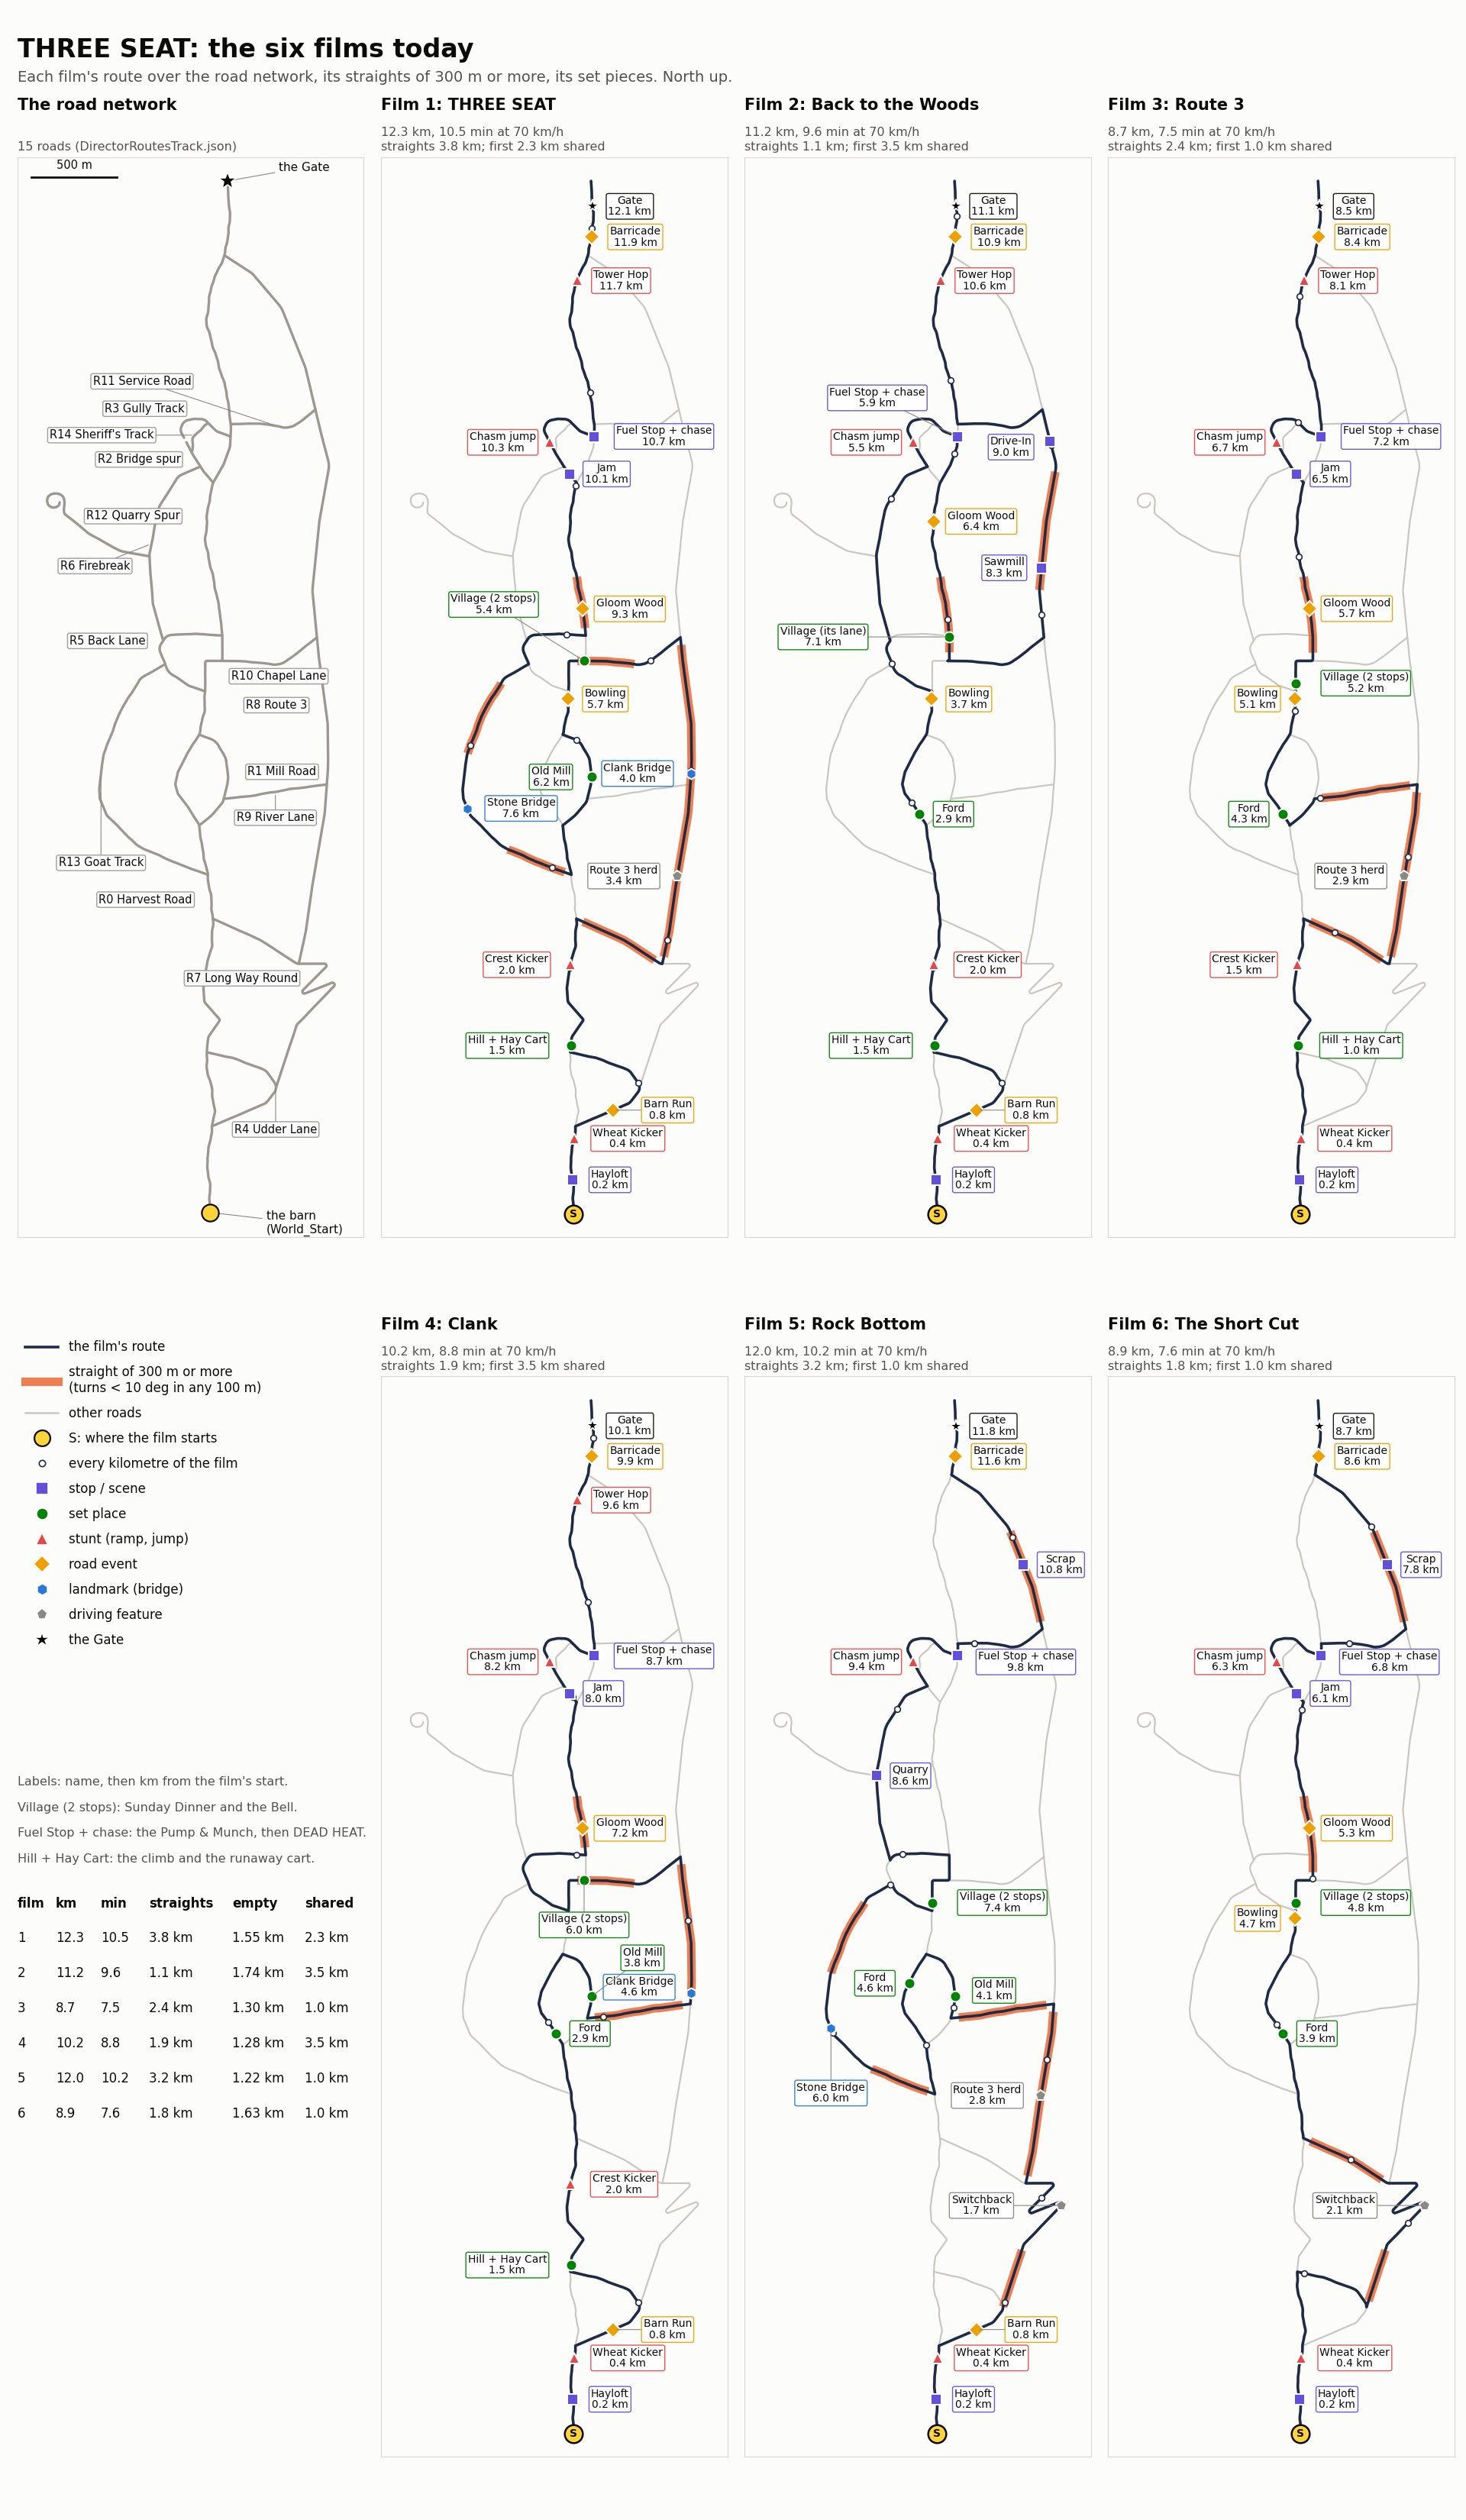 THREE SEAT: the six films today
Each film's route over the road network, its straights of 300 m or more, its set pieces. North up.
The road network
15 roads (DirectorRoutesTrack.json)
500 m
the Gate
R11 Service Road
R3 Gully Track
R14 Sheriff's Track
R2 Bridge spur
R12 Quarry Spur
R6 Firebreak
R5 Back Lane
R10 Chapel Lane
R8 Route 3
R1 Mill Road
R9 River Lane
R13 Goat Track
R0 Harvest Road
R7 Long Way Round
R4 Udder Lane
the barn
(World_Start)
Film 1: THREE SEAT
12.3 km, 10.5 min at 70 km/h
straights 3.8 km; first 2.3 km shared
Gate
12.1 km
Barricade
11.9 km
Tower Hop
11.7 km
Fuel Stop + chase
10.7 km
Chasm jump
10.3 km
Jam
10.1 km
Village (2 stops)
5.4 km
Gloom Wood
9.3 km
Bowling
5.7 km
Old Mill
6.2 km
Clank Bridge
4.0 km
Stone Bridge
7.6 km
Route 3 herd
3.4 km
Crest Kicker
2.0 km
Hill + Hay Cart
1.5 km
Barn Run
0.8 km
Wheat Kicker
0.4 km
Hayloft
0.2 km
S
Film 2: Back to the Woods
11.2 km, 9.6 min at 70 km/h
straights 1.1 km; first 3.5 km shared
Gate
11.1 km
Barricade
10.9 km
Tower Hop
10.6 km
Fuel Stop + chase
5.9 km
Chasm jump
5.5 km
Drive-In
9.0 km
Gloom Wood
6.4 km
Sawmill
8.3 km
Village (its lane)
7.1 km
Bowling
3.7 km
Ford
2.9 km
Crest Kicker
2.0 km
Hill + Hay Cart
1.5 km
Barn Run
0.8 km
Wheat Kicker
0.4 km
Hayloft
0.2 km
S
Film 3: Route 3
8.7 km, 7.5 min at 70 km/h
straights 2.4 km; first 1.0 km shared
Gate
8.5 km
Barricade
8.4 km
Tower Hop
8.1 km
Chasm jump
6.7 km
Fuel Stop + chase
7.2 km
Jam
6.5 km
Gloom Wood
5.7 km
Village (2 stops)
5.2 km
Bowling
5.1 km
Ford
4.3 km
Route 3 herd
2.9 km
Crest Kicker
1.5 km
Hill + Hay Cart
1.0 km
Wheat Kicker
0.4 km
Hayloft
0.2 km
S
the film's route
straight of 300 m or more
(turns < 10 deg in any 100 m)
other roads
S: where the film starts
every kilometre of the film
stop / scene
set place
stunt (ramp, jump)
road event
landmark (bridge)
driving feature
the Gate
Labels: name, then km from the film's start.
Village (2 stops): Sunday Dinner and the Bell.
Fuel Stop + chase: the Pump & Munch, then DEAD HEAT.
Hill + Hay Cart: the climb and the runaway cart.
film km min straights empty shared
1 12.3 10.5 3.8 km 1.55 km 2.3 km
2 11.2 9.6 1.1 km 1.74 km 3.5 km
3 8.7 7.5 2.4 km 1.30 km 1.0 km
4 10.2 8.8 1.9 km 1.28 km 3.5 km
5 12.0 10.2 3.2 km 1.22 km 1.0 km
6 8.9 7.6 1.8 km 1.63 km 1.0 km
Film 4: Clank
10.2 km, 8.8 min at 70 km/h
straights 1.9 km; first 3.5 km shared
Gate
10.1 km
Barricade
9.9 km
Tower Hop
9.6 km
Chasm jump
8.2 km
Fuel Stop + chase
8.7 km
Jam
8.0 km
Gloom Wood
7.2 km
Village (2 stops)
6.0 km
Old Mill
3.8 km
Clank Bridge
4.6 km
Ford
2.9 km
Crest Kicker
2.0 km
Hill + Hay Cart
1.5 km
Barn Run
0.8 km
Wheat Kicker
0.4 km
Hayloft
0.2 km
S
Film 5: Rock Bottom
12.0 km, 10.2 min at 70 km/h
straights 3.2 km; first 1.0 km shared
Gate
11.8 km
Barricade
11.6 km
Scrap
10.8 km
Chasm jump
9.4 km
Fuel Stop + chase
9.8 km
Quarry
8.6 km
Village (2 stops)
7.4 km
Ford
4.6 km
Old Mill
4.1 km
Stone Bridge
6.0 km
Route 3 herd
2.8 km
Switchback
1.7 km
Barn Run
0.8 km
Wheat Kicker
0.4 km
Hayloft
0.2 km
S
Film 6: The Short Cut
8.9 km, 7.6 min at 70 km/h
straights 1.8 km; first 1.0 km shared
Gate
8.7 km
Barricade
8.6 km
Scrap
7.8 km
Chasm jump
6.3 km
Fuel Stop + chase
6.8 km
Jam
6.1 km
Gloom Wood
5.3 km
Village (2 stops)
4.8 km
Bowling
4.7 km
Ford
3.9 km
Switchback
2.1 km
Wheat Kicker
0.4 km
Hayloft
0.2 km
S